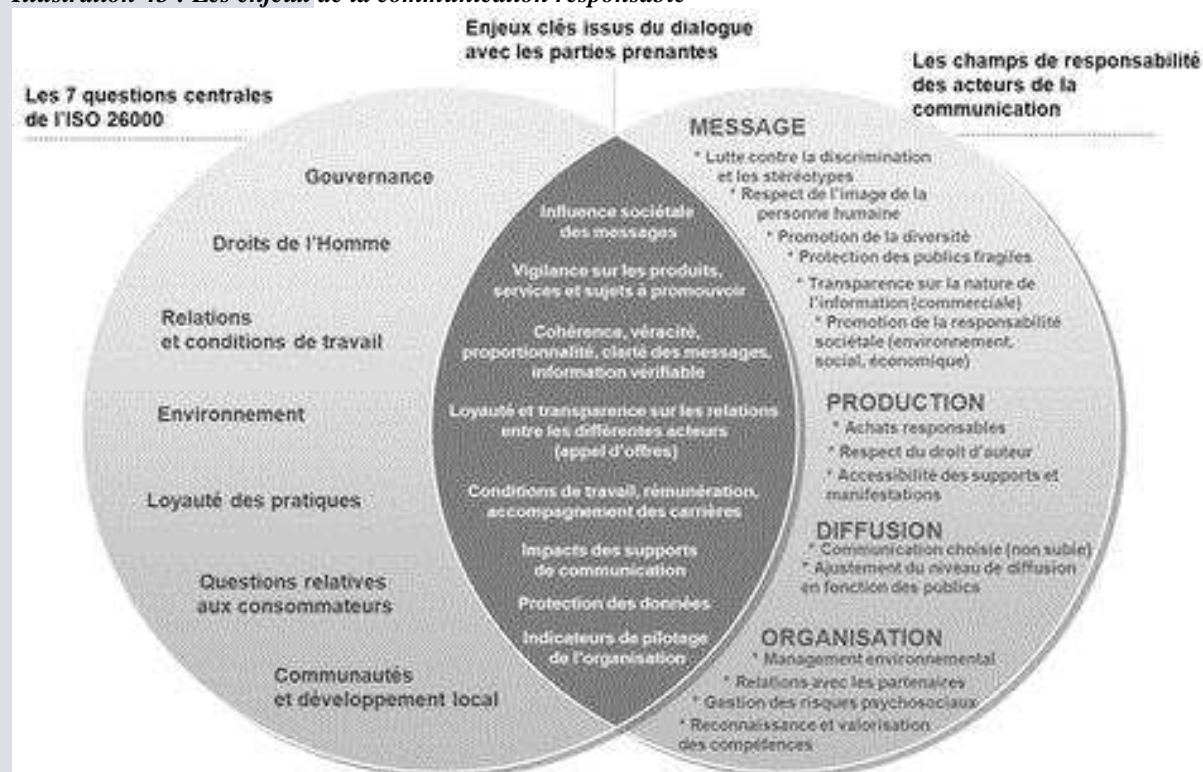 Enjeux clés issus du dialogue
avec les parties prenantes
Les 7 questions centrales
de l'ISO 26000
Les champs de responsabilité
des acteurs de la
communication
Gouvernance
Droits de l'Homme
Relations
et conditions de travail
Environnement
Loyauté des pratiques
Questions relatives
aux consommateurs
Communautés
et développement local
Influence sociétale
des messages
Vigilance sur les produits,
services et sujets à promouvoir
Cohérence, véracité,
proportionnalité, clarté des messages,
information vérifiable
Loyauté et transparence sur les relations
entre les différentes acteurs
(appel d'offres)
Conditions de travail, rémunération,
accompagnement des carrières
Impacts des supports
de communication
Protection des données
Indicateurs de pilotage
de l'organisation
MESSAGE
* Lutte contre la discrimination
et les stéréotypes
* Respect de l'image de la
personne humaine
* Promotion de la diversité
* Protection des publics fragiles
* Transparence sur la nature de
l'information (commerciale)
* Promotion de la responsabilité
sociétale (environnement,
social, économique)
PRODUCTION
* Achats responsables
* Respect du droit d'auteur
* Accessibilité des supports et
manifestations
DIFFUSION
* Communication choisie (non subie)
* Ajustement du niveau de diffusion
en fonction des publics
ORGANISATION
* Management environnemental
* Relations avec les partenaires
* Gestion des risques psychosociaux
* Reconnaissance et valorisation
des compétences